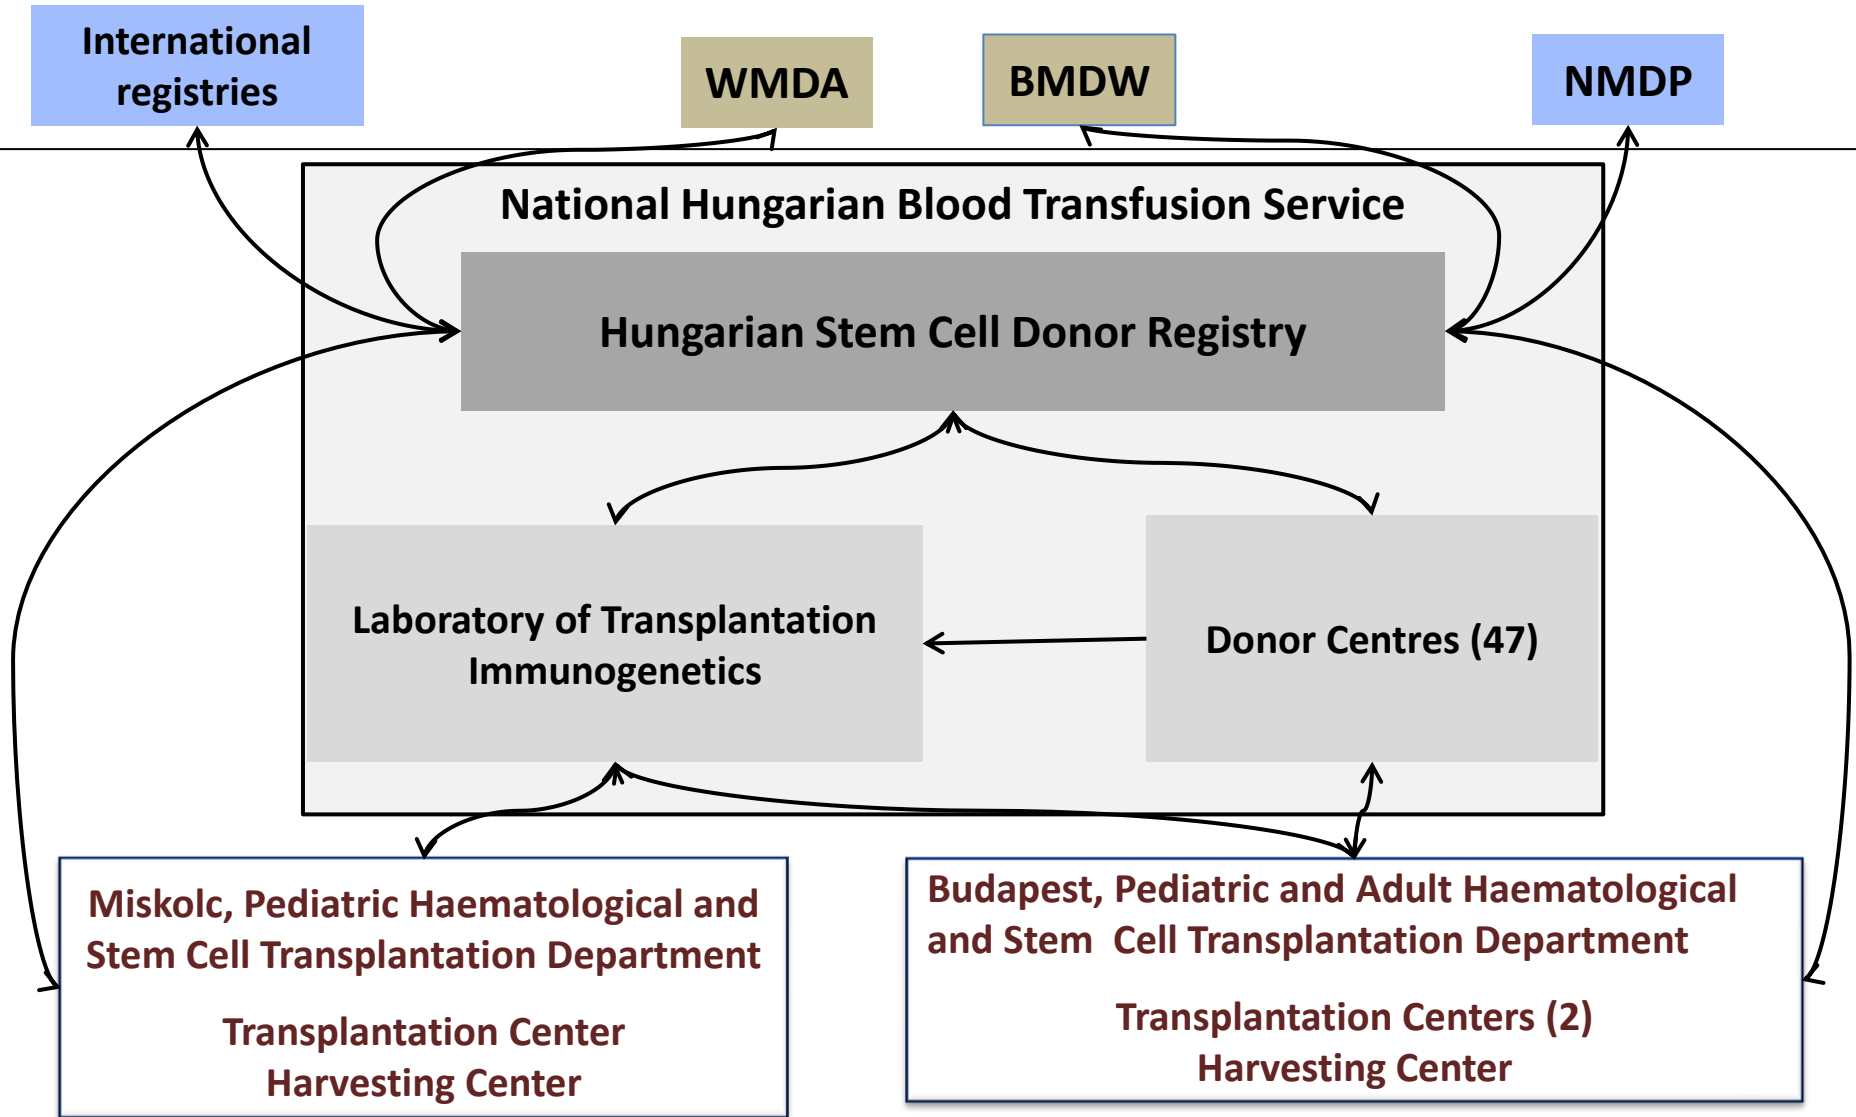 International
registries
WMDA
BMDW
NMDP
National Hungarian Blood Transfusion Service
Hungarian Stem Cell Donor Registry
Laboratory of Transplantation
Immunogenetics
Donor Centres (47)
Miskolc, Pediatric Haematological and
Stem Cell Transplantation Department
Transplantation Center
Harvesting Center
Budapest, Pediatric and Adult Haematological
and Stem  Cell Transplantation Department
Transplantation Centers (2)
Harvesting Center